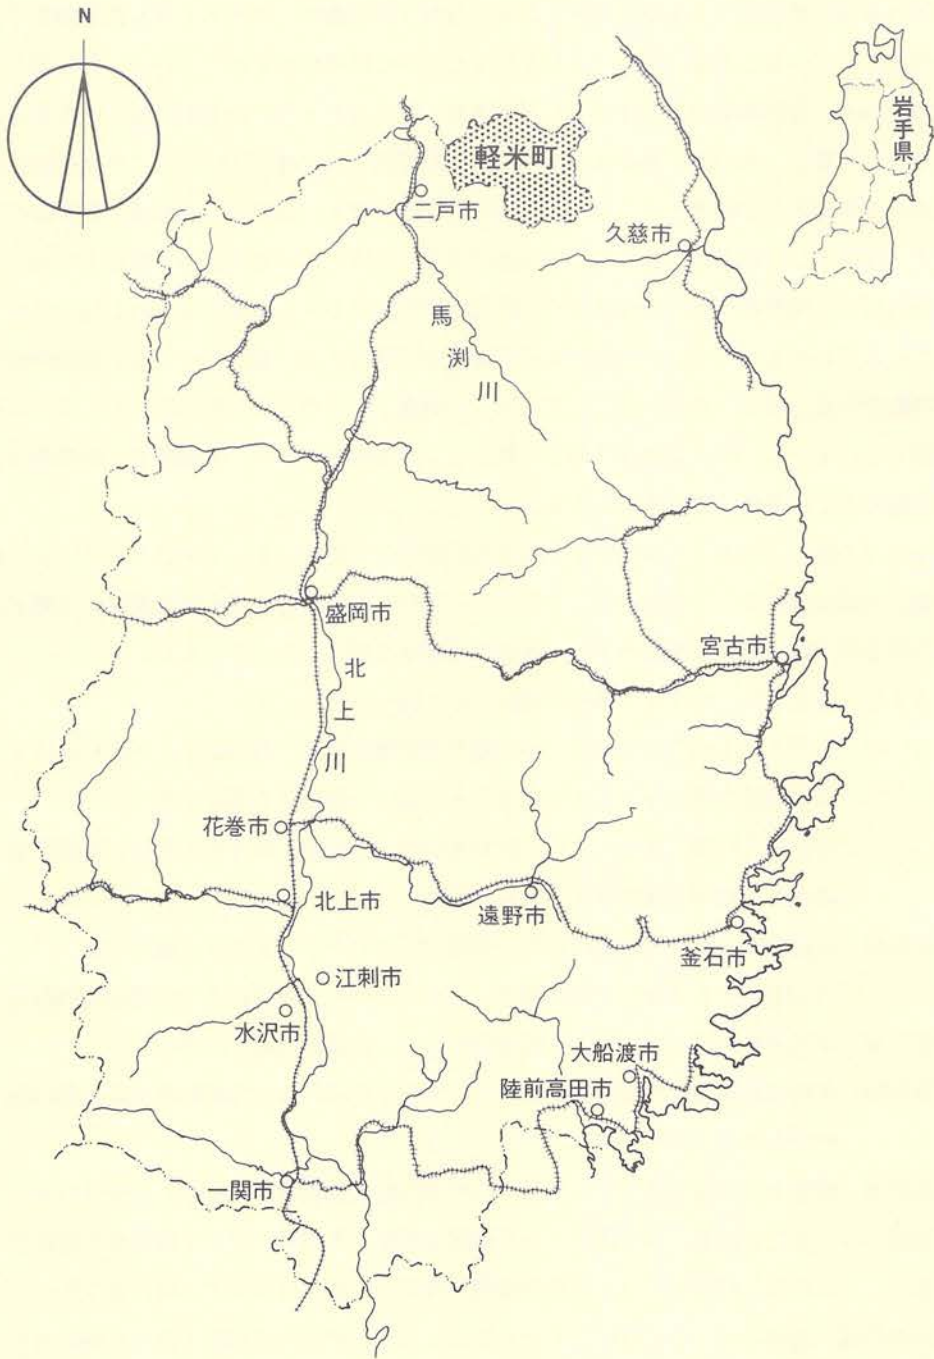 N
岩手県
軽米町
二戸市
久慈市
馬渕川
盛岡市
宮古市
北上川
花巻市
北上市
遠野市
釜石市
江刺市
水沢市
大船渡市
陸前高田市
一関市